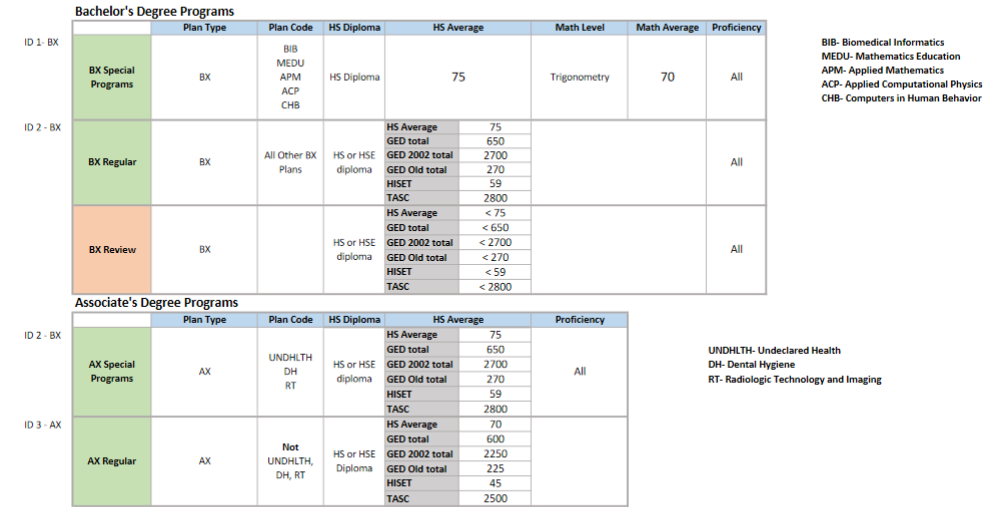 Bachelor's Degree Programs
Plan Type Plan Code HS Diploma HS Average Math Level Math Average Proficiency
ID 1- BX
BX Special Programs BX BIB MEDU APM ACP CHB HS Diploma 75 Trigonometry 70 All
BIB- Biomedical Informatics
MEDU- Mathematics Education
APM- Applied Mathematics
ACP- Applied Computational Physics
CHB- Computers in Human Behavior
ID 2 - BX
BX Regular BX All Other BX Plans HS or HSE diploma All
HS Average 75
GED total 650
GED 2002 total 2700
GED Old total 270
HISET 59
TASC 2800
BX Review BX HS or HSE diploma All
HS Average < 75
GED total < 650
GED 2002 total < 2700
GED Old total < 270
HISET < 59
TASC < 2800
Associate's Degree Programs
Plan Type Plan Code HS Diploma HS Average Proficiency
ID 2 - BX
AX Special Programs AX UNDHLTH DH RT HS or HSE diploma All
HS Average 75
GED total 650
GED 2002 total 2700
GED Old total 270
HISET 59
TASC 2800
UNDHLTH- Undeclared Health
DH- Dental Hygiene
RT- Radiologic Technology and Imaging
ID 3 - AX
AX Regular AX Not UNDHLTH, DH, RT HS or HSE Diploma
HS Average 70
GED total 600
GED 2002 total 2250
GED Old total 225
HISET 45
TASC 2500